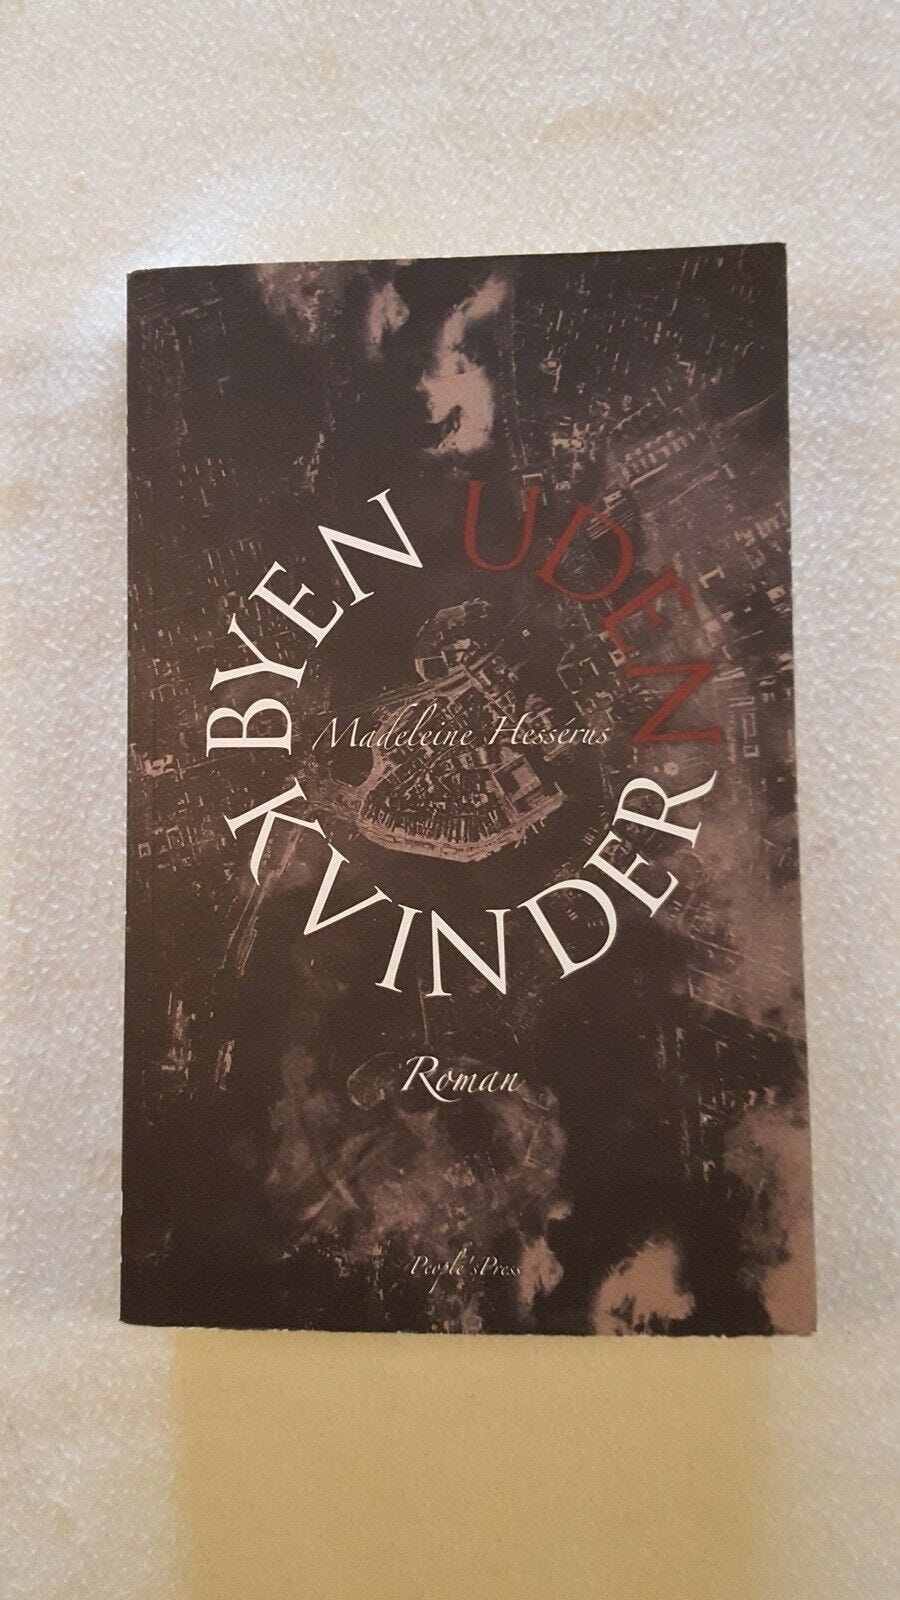 BYEN UDEN
KVINDER
Madeleine Hessérus
Roman
People'sPress